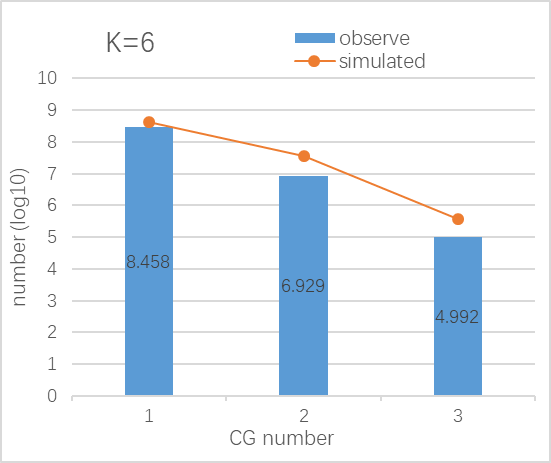 K=6
observe
simulated
10
9
8
7
6
5
4
3
2
1
0
number (log10)
8.458
6.929
4.992
1 2 3
CG number